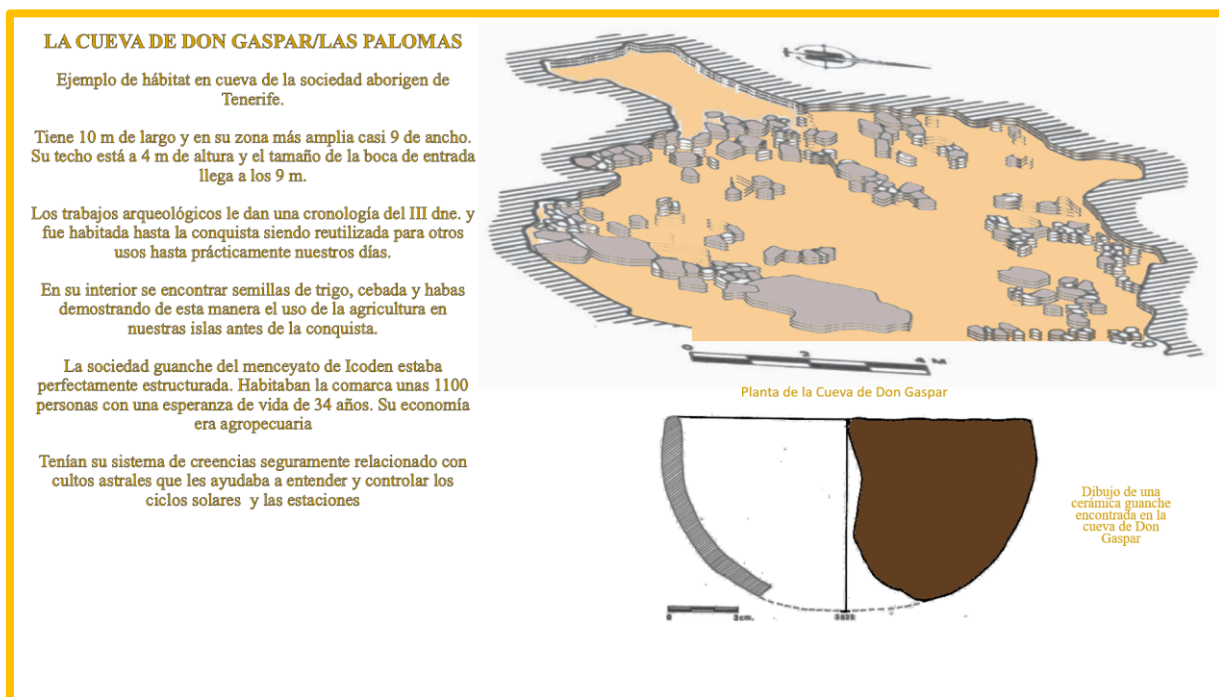 LA CUEVA DE DON GASPAR/LAS PALOMAS
Ejemplo de hábitat en cueva de la sociedad aborigen de
Tenerife.
Tiene 10 m de largo y en su zona más amplia casi 9 de ancho.
Su techo está a 4 m de altura y el tamaño de la boca de entrada
llega a los 9 m.
Los trabajos arqueológicos le dan una cronología del III dne. y
fue habitada hasta la conquista siendo reutilizada para otros
usos hasta prácticamente nuestros días.
En su interior se encontrar semillas de trigo, cebada y habas
demostrando de esta manera el uso de la agricultura en
nuestras islas antes de la conquista.
La sociedad guanche del menceyato de Icoden estaba
perfectamente estructurada. Habitaban la comarca unas 1100
personas con una esperanza de vida de 34 años. Su economía
era agropecuaria
Tenían su sistema de creencias seguramente relacionado con
cultos astrales que les ayudaba a entender y controlar los
ciclos solares y las estaciones
0 2 4 M
Planta de la Cueva de Don Gaspar
0 3cm.
Dibujo de una
cerámica guanche
encontrada en la
cueva de Don
Gaspar